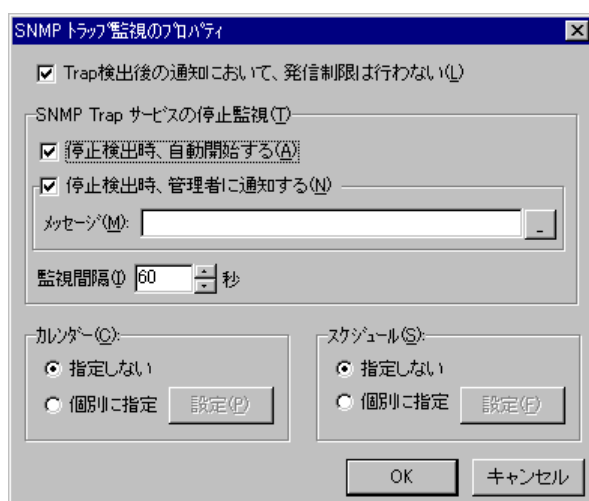 SNMP トラップ監視のプロパティ
Trap検出後の通知において、発信制限は行わない(L)
SNMP Trap サービスの停止監視(T)
停止検出時、自動開始する(A)
停止検出時、管理者に通知する(N)
メッセージ(M):
監視間隔(I) 60 秒
カレンダー(C):
指定しない
個別に指定 設定(P)
スケジュール(S):
指定しない
個別に指定 設定(F)
OK キャンセル